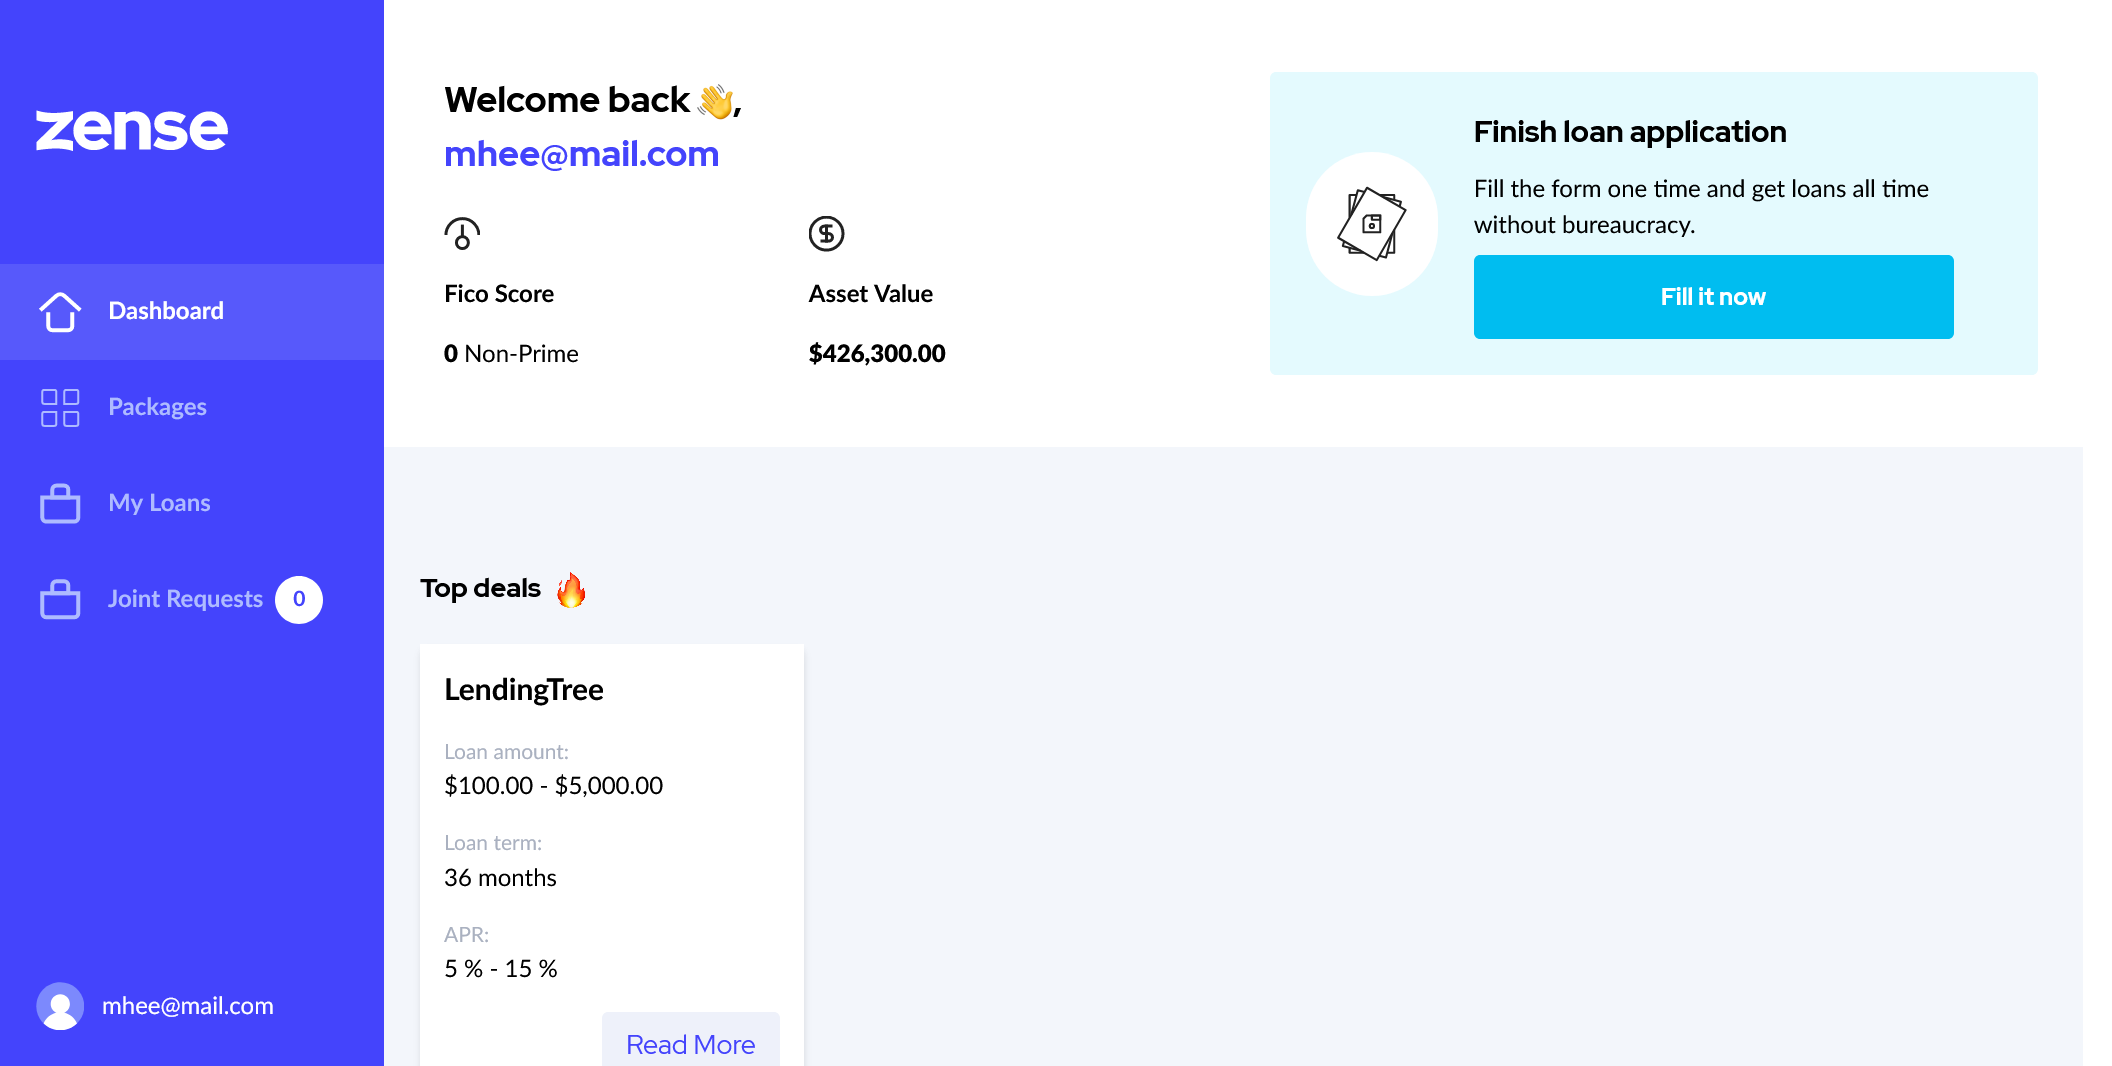 zense
Dashboard
Packages
My Loans
Joint Requests 0
mhee@mail.com
Welcome back 👋,
mhee@mail.com
Fico Score
0 Non-Prime
Asset Value
$426,300.00
Finish loan application
Fill the form one time and get loans all time
without bureaucracy.
Fill it now
Top deals 🔥
LendingTree
Loan amount:
$100.00 - $5,000.00
Loan term:
36 months
APR:
5 % - 15 %
Read More